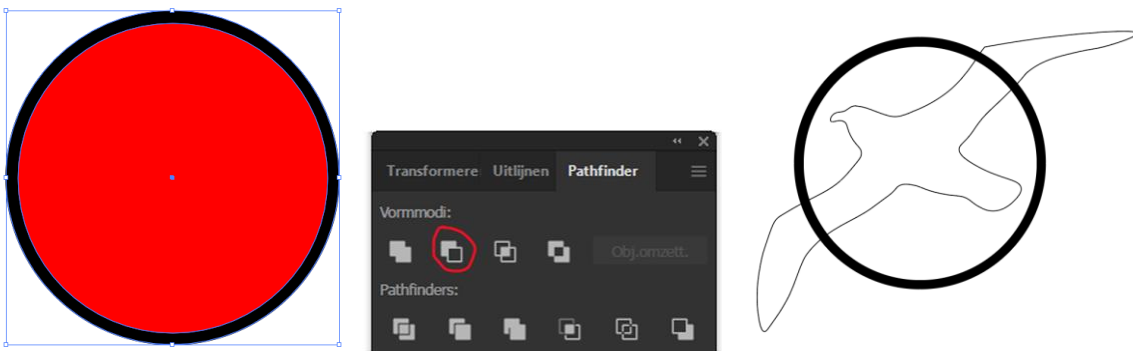 Transformere Uitlijnen Pathfinder
Vormmodi:
Obj.omzett.
Pathfinders: